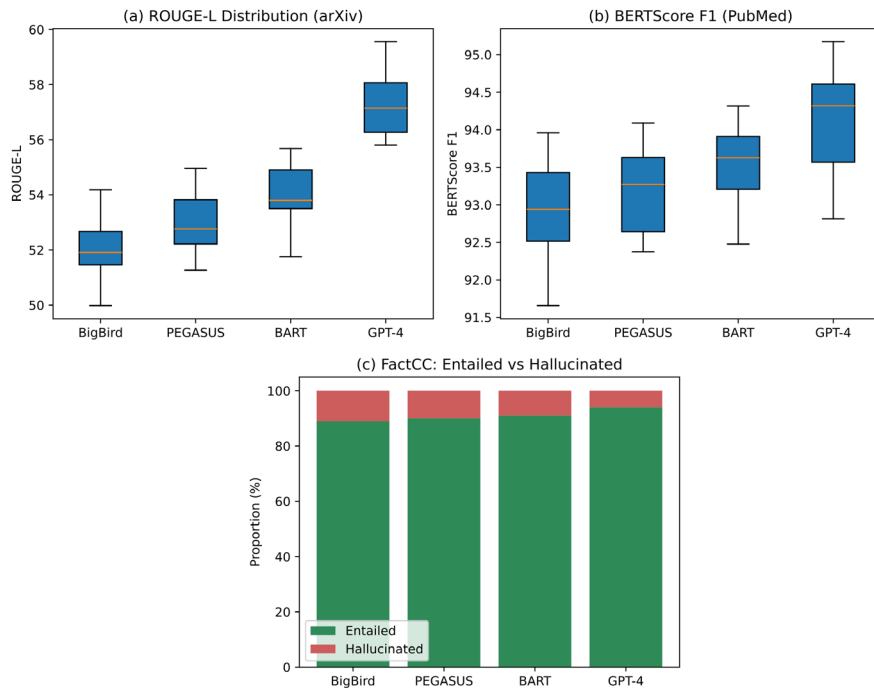 (a) ROUGE-L Distribution (arXiv)
ROUGE-L
60
58
56
54
52
50
BigBird PEGASUS BART GPT-4
(b) BERTScore F1 (PubMed)
BERTScore F1
95.0
94.5
94.0
93.5
93.0
92.5
92.0
91.5
BigBird PEGASUS BART GPT-4
(c) FactCC: Entailed vs Hallucinated
Proportion (%)
100
80
60
40
20
0
Entailed
Hallucinated
BigBird PEGASUS BART GPT-4